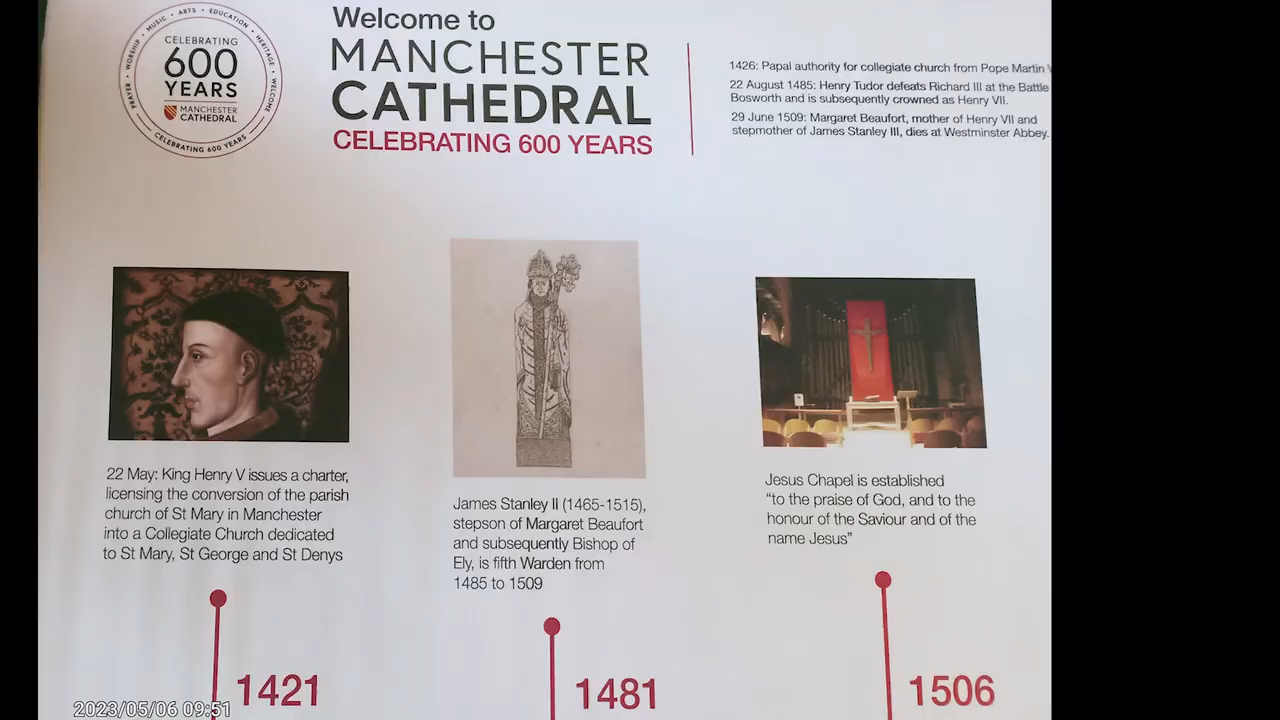 PRAYER • WORSHIP • MUSIC • ARTS • EDUCATION • HERITAGE • WELCOME
CELEBRATING
600
YEARS
MANCHESTER
CATHEDRAL
CELEBRATING 600 YEARS
Welcome to
MANCHESTER
CATHEDRAL
CELEBRATING 600 YEARS
1426: Papal authority for collegiate church from Pope Martin
22 August 1485: Henry Tudor defeats Richard III at the Battle
Bosworth and is subsequently crowned as Henry VII.
29 June 1509: Margaret Beaufort, mother of Henry VII and
stepmother of James Stanley III, dies at Westminster Abbey.
22 May: King Henry V issues a charter,
licensing the conversion of the parish
church of St Mary in Manchester
into a Collegiate Church dedicated
to St Mary, St George and St Denys
1421
James Stanley II (1465-1515),
stepson of Margaret Beaufort
and subsequently Bishop of
Ely, is fifth Warden from
1485 to 1509
1481
Jesus Chapel is established
“to the praise of God, and to the
honour of the Saviour and of the
name Jesus”
1506
2023/05/06 09:51